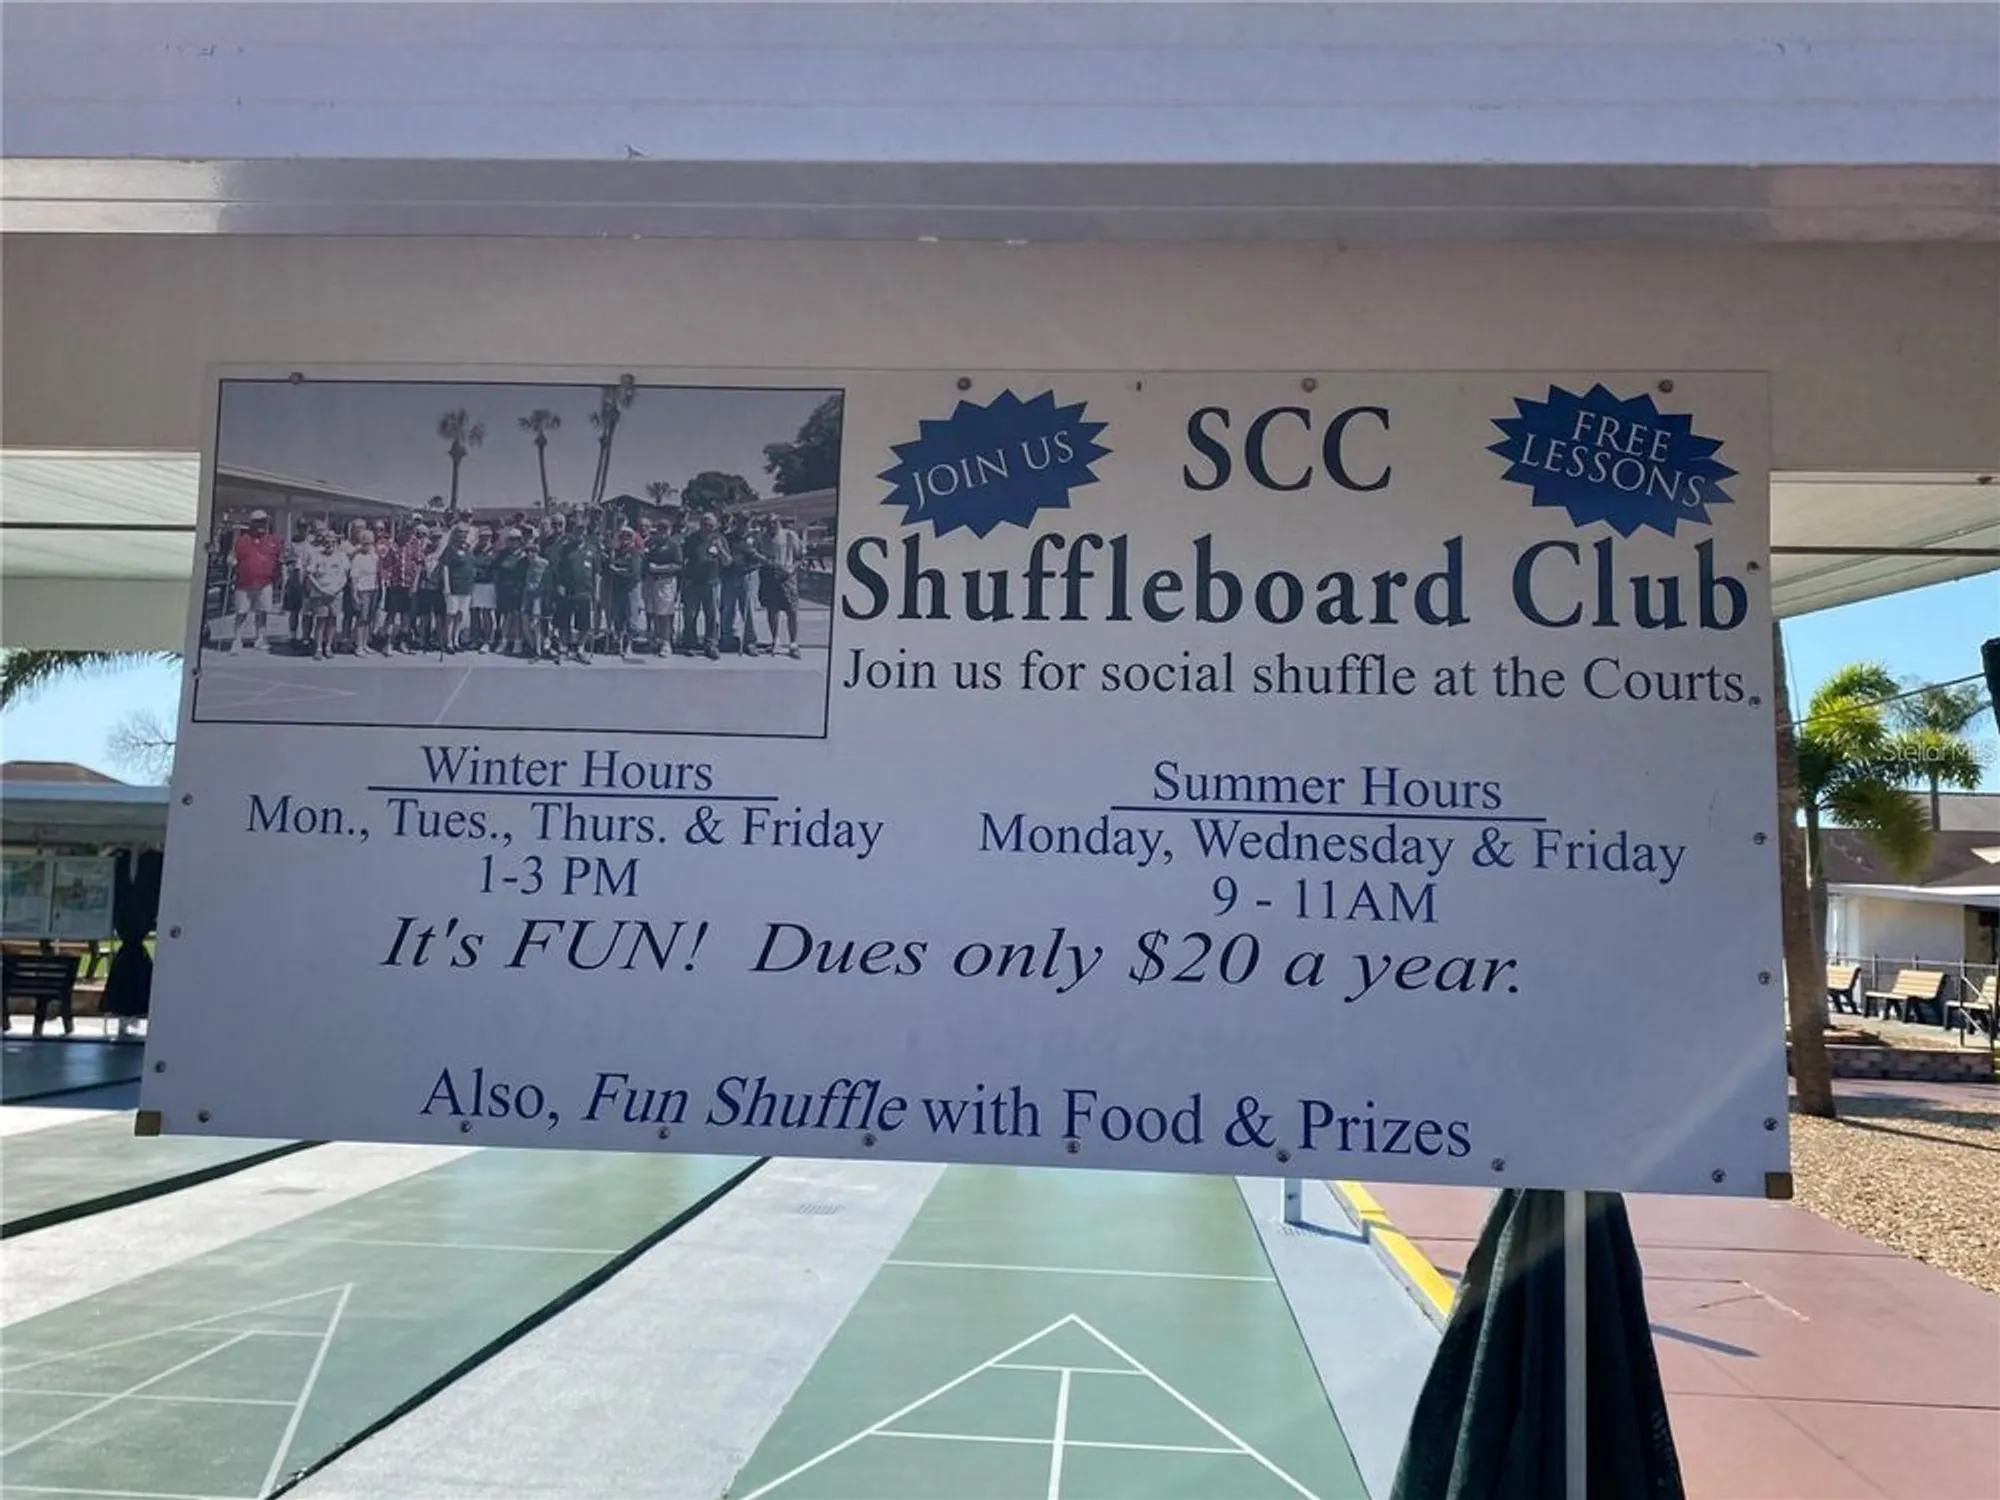 JOIN US
SCC
FREE
LESSONS
Shuffleboard Club
Join us for social shuffle at the Courts.
Winter Hours
Mon., Tues., Thurs. & Friday
1-3 PM
Summer Hours
Monday, Wednesday & Friday
9 - 11AM
It's FUN! Dues only $20 a year.
Also, Fun Shuffle with Food & Prizes
Stellar MLS